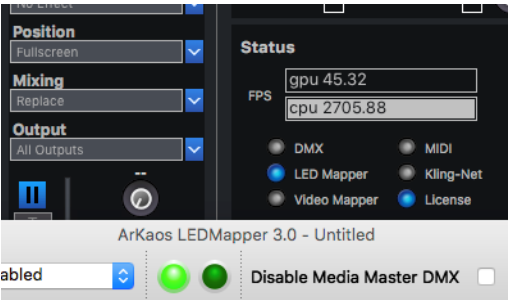 No Effect
Position
Fullscreen
Mixing
Replace
Output
All Outputs
--
Status
FPS
gpu 45.32
cpu 2705.88
DMX
MIDI
LED Mapper
Kling-Net
Video Mapper
License
ArKaos LEDMapper 3.0 - Untitled
abled
Disable Media Master DMX